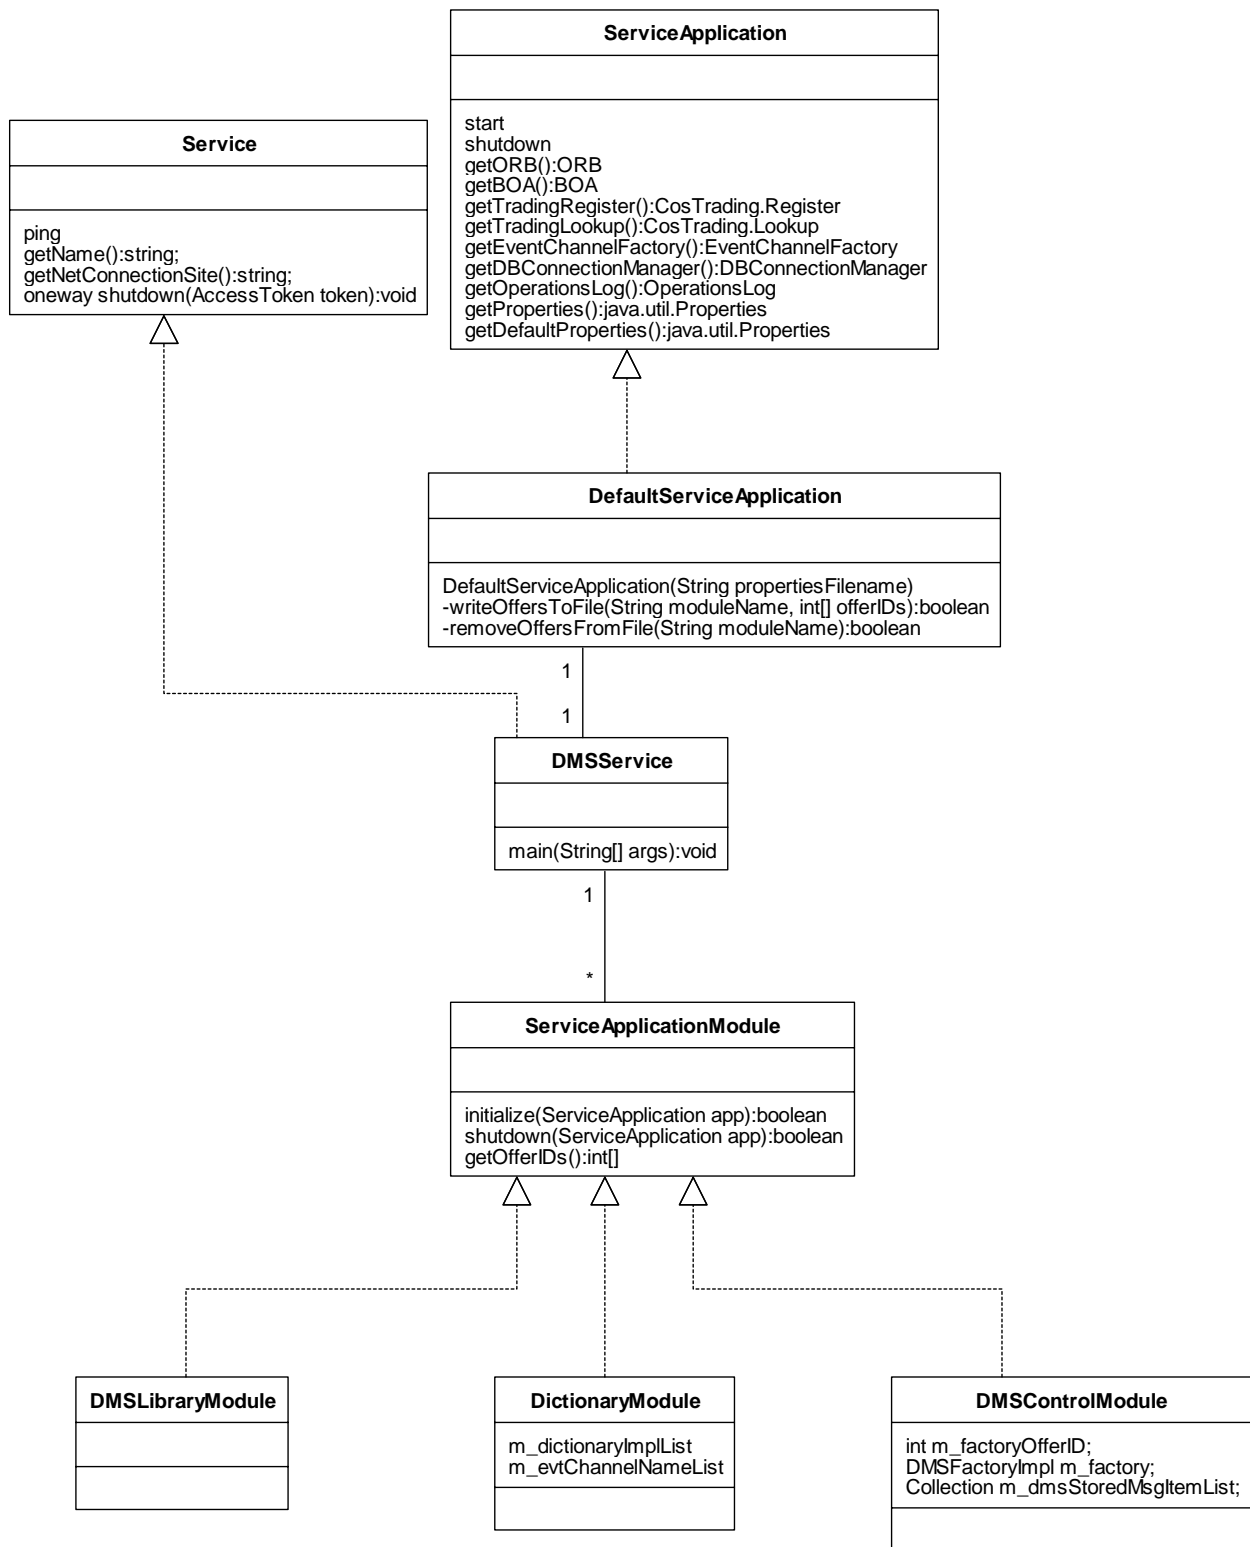 ServiceApplication
start
shutdown
getORB():ORB
getBOA():BOA
getTradingRegister():CosTrading.Register
getTradingLookup():CosTrading.Lookup
getEventChannelFactory():EventChannelFactory
getDBConnectionManager():DBConnectionManager
getOperationsLog():OperationsLog
getProperties():java.util.Properties
getDefaultProperties():java.util.Properties
Service
ping
getName():string;
getNetConnectionSite():string;
oneway shutdown(AccessToken token):void
DefaultServiceApplication
DefaultServiceApplication(String propertiesFilename)
-writeOffersToFile(String moduleName, int[] offerIDs):boolean
-removeOffersFromFile(String moduleName):boolean
1
1
DMSService
main(String[] args):void
1
*
ServiceApplicationModule
initialize(ServiceApplication app):boolean
shutdown(ServiceApplication app):boolean
getOfferIDs():int[]
DMSLibraryModule
DictionaryModule
m_dictionaryImplList
m_evtChannelNameList
DMSControlModule
int m_factoryOfferID;
DMSFactoryImpl m_factory;
Collection m_dmsStoredMsgItemList;